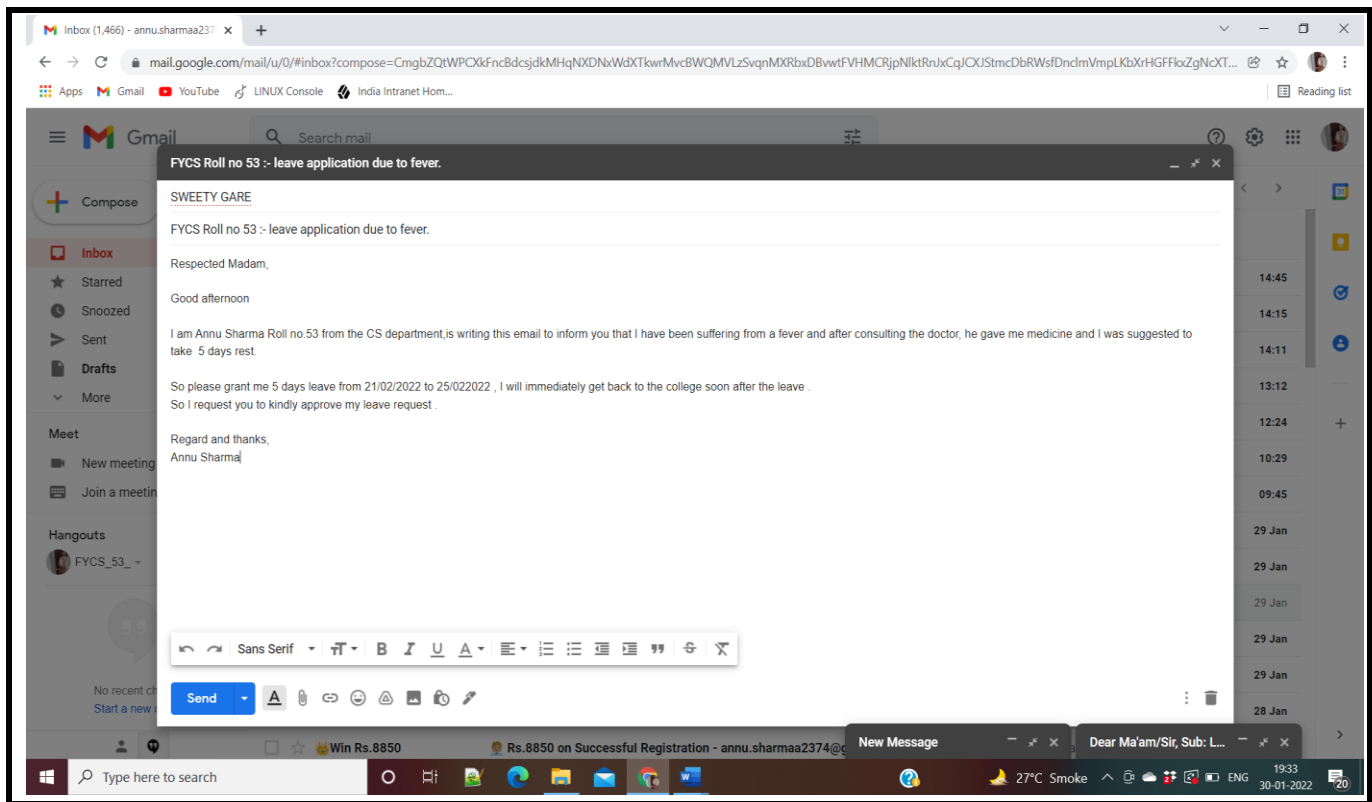 Inbox (1,466) - annu.sharmaa237
mail.google.com/mail/u/0/#inbox?compose=
Apps Gmail YouTube LINUX Console India Intranet Hom... Reading list
Gmail Search mail
FYCS Roll no 53 :- leave application due to fever.
Compose
SWEETY GARE
FYCS Roll no 53 :- leave application due to fever.
Inbox
Starred
Snoozed
Sent
Drafts
More
Respected Madam,
Good afternoon
I am Annu Sharma Roll no.53 from the CS department,is writing this email to inform you that I have been suffering from a fever and after consulting the doctor, he gave me medicine and I was suggested to
take 5 days rest.
So please grant me 5 days leave from 21/02/2022 to 25/022022 , I will immediately get back to the college soon after the leave .
So I request you to kindly approve my leave request .
Regard and thanks,
Annu Sharma
Meet
New meeting
Join a meetin
Hangouts
FYCS_53_
No recent ch
Start a new
14:45
14:15
14:11
13:12
12:24
10:29
09:45
29 Jan
29 Jan
29 Jan
29 Jan
29 Jan
28 Jan
Sans Serif
Send
Win Rs.8850 Rs.8850 on Successful Registration - annu.sharmaa2374@g
New Message
Dear Ma'am/Sir, Sub: L...
Type here to search
27°C Smoke ENG 19:33
30-01-2022
20